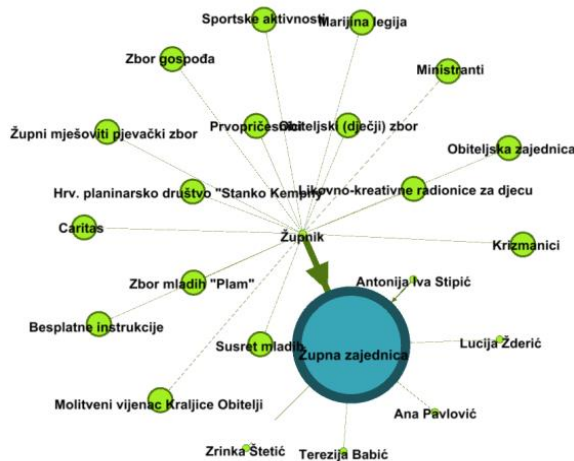 Sportske aktivnosti
Marijina legija
Zbor gospođa
Ministranti
Prvopričesnici
Obiteljski (dječji) zbor
Župni mješoviti pjevački zbor
Obiteljska zajednica
Hrv. planinarsko društvo "Stanko Kempny"
Likovno-kreativne radionice za djecu
Caritas
Župnik
Krizmanici
Zbor mladih "Plam"
Antonija Iva Stipić
Besplatne instrukcije
Susret mladih
Župna zajednica
Lucija Žderić
Molitveni vijenac Kraljice Obitelji
Ana Pavlović
Zrinka Štetić
Terezija Babić